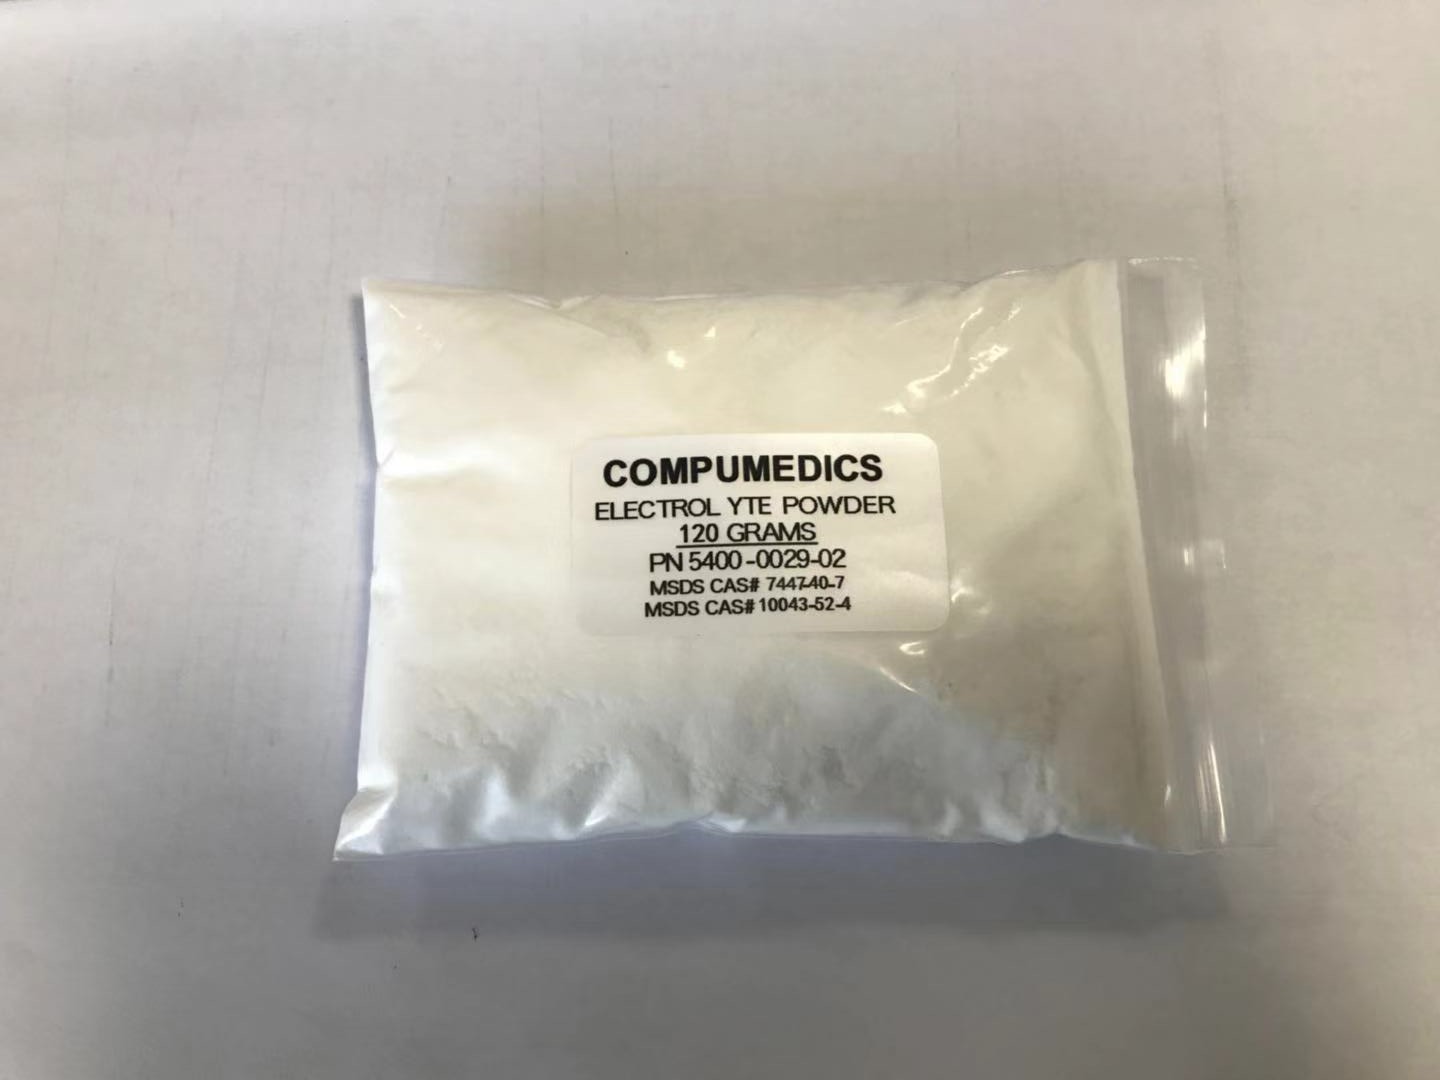 COMPUMEDICS
ELECTROL YTE POWDER
120 GRAMS
PN 5400-0029-02
MSDS CAS# 7447-40-7
MSDS CAS# 10043-52-4